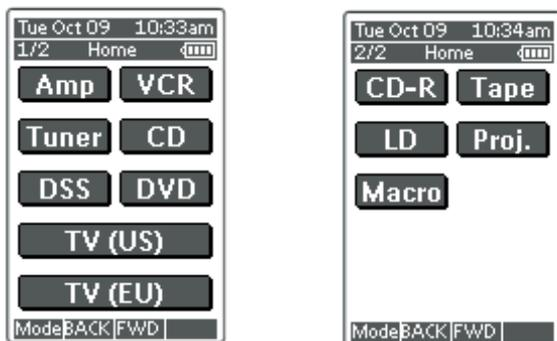 Tue Oct 09 10:33am
1/2 Home
Amp VCR
Tuner CD
DSS DVD
TV (US)
TV (EU)
Mode BACK FWD
Tue Oct 09 10:34am
2/2 Home
CD-R Tape
LD Proj.
Macro
Mode BACK FWD